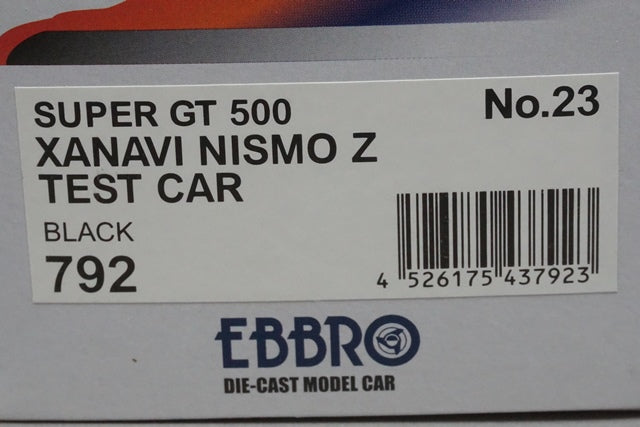 SUPER GT 500
No.23
XANAVI NISMO Z
TEST CAR
BLACK
792
4 526175 437923
EBBRO
DIE-CAST MODEL CAR